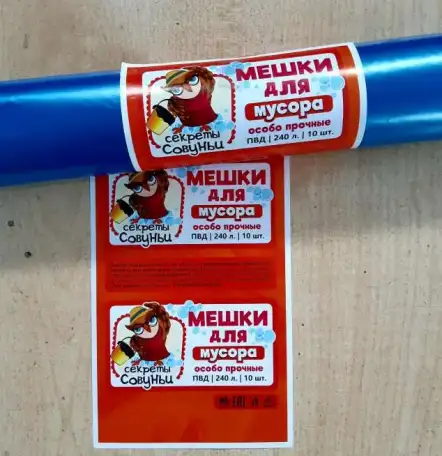 МЕШКИ
ДЛЯ
мусора
особо прочные
ПВД | 240 л. | 10 шт.
секреты
Совуньи
МЕШКИ
ДЛЯ
мусора
особо прочные
ПВД | 240 л. | 10 шт.
секреты
Совуньи
МЕШКИ
ДЛЯ
мусора
особо прочные
ПВД | 240 л. | 10 шт.
секреты
Совуньи